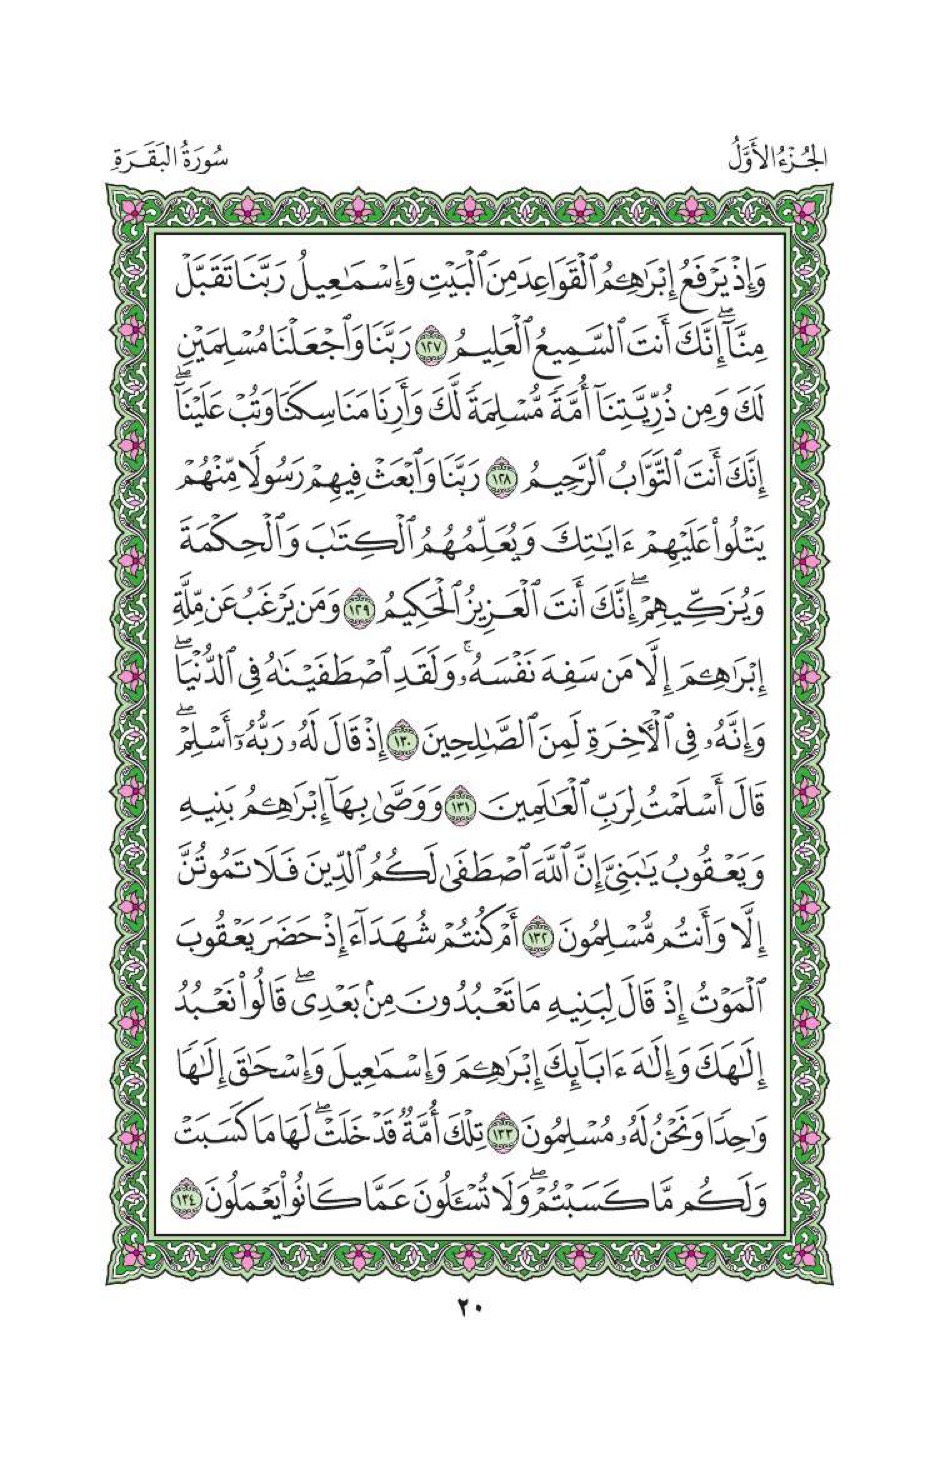 الجُزْءُ الأَوَّلُ
سُورَةُ البَقَرَةِ
وَإِذۡ يَرۡفَعُ إِبۡرَٰهِـۧمُ ٱلۡقَوَاعِدَ مِنَ ٱلۡبَيۡتِ وَإِسۡمَٰعِيلُ رَبَّنَا تَقَبَّلۡ
مِنَّآۖ إِنَّكَ أَنتَ ٱلسَّمِيعُ ٱلۡعَلِيمُ ١٢٧ رَبَّنَا وَٱجۡعَلۡنَا مُسۡلِمَيۡنِ
لَكَ وَمِن ذُرِّيَّتِنَآ أُمَّةٗ مُّسۡلِمَةٗ لَّكَ وَأَرِنَا مَنَاسِكَنَا وَتُبۡ عَلَيۡنَآۖ
إِنَّكَ أَنتَ ٱلتَّوَّابُ ٱلرَّحِيمُ ١٢٨ رَبَّنَا وَٱبۡعَثۡ فِيهِمۡ رَسُولٗا مِّنۡهُمۡ
يَتۡلُواْ عَلَيۡهِمۡ ءَايَٰتِكَ وَيُعَلِّمُهُمُ ٱلۡكِتَٰبَ وَٱلۡحِكۡمَةَ
وَيُزَكِّيهِمۡۖ إِنَّكَ أَنتَ ٱلۡعَزِيزُ ٱلۡحَكِيمُ ١٢٩ وَمَن يَرۡغَبُ عَن مِّلَّةِ
إِبۡرَٰهِـۧمَ إِلَّا مَن سَفِهَ نَفۡسَهُۥۚ وَلَقَدِ ٱصۡطَفَيۡنَٰهُ فِي ٱلدُّنۡيَاۖ
وَإِنَّهُۥ فِي ٱلۡأٓخِرَةِ لَمِنَ ٱلصَّٰلِحِينَ ١٣٠ إِذۡ قَالَ لَهُۥ رَبُّهُۥٓ أَسۡلِمۡۖ
قَالَ أَسۡلَمۡتُ لِرَبِّ ٱلۡعَٰلَمِينَ ١٣١ وَوَصَّىٰ بِهَآ إِبۡرَٰهِـۧمُ بَنِيهِ
وَيَعۡقُوبُ يَٰبَنِيَّ إِنَّ ٱللَّهَ ٱصۡطَفَىٰ لَكُمُ ٱلدِّينَ فَلَا تَمُوتُنَّ
إِلَّا وَأَنتُم مُّسۡلِمُونَ ١٣٢ أَمۡ كُنتُمۡ شُهَدَآءَ إِذۡ حَضَرَ يَعۡقُوبَ
ٱلۡمَوۡتُ إِذۡ قَالَ لِبَنِيهِ مَا تَعۡبُدُونَ مِنۢ بَعۡدِيۖ قَالُواْ نَعۡبُدُ
إِلَٰهَكَ وَإِلَٰهَ ءَابَآئِكَ إِبۡرَٰهِـۧمَ وَإِسۡمَٰعِيلَ وَإِسۡحَٰقَ إِلَٰهٗا
وَٰحِدٗا وَنَحۡنُ لَهُۥ مُسۡلِمُونَ ١٣٣ تِلۡكَ أُمَّةٞ قَدۡ خَلَتۡۖ لَهَا مَا كَسَبَتۡ
وَلَكُم مَّا كَسَبۡتُمۡۖ وَلَا تُسۡـَٔلُونَ عَمَّا كَانُواْ يَعۡمَلُونَ ١٣٤
٢٠